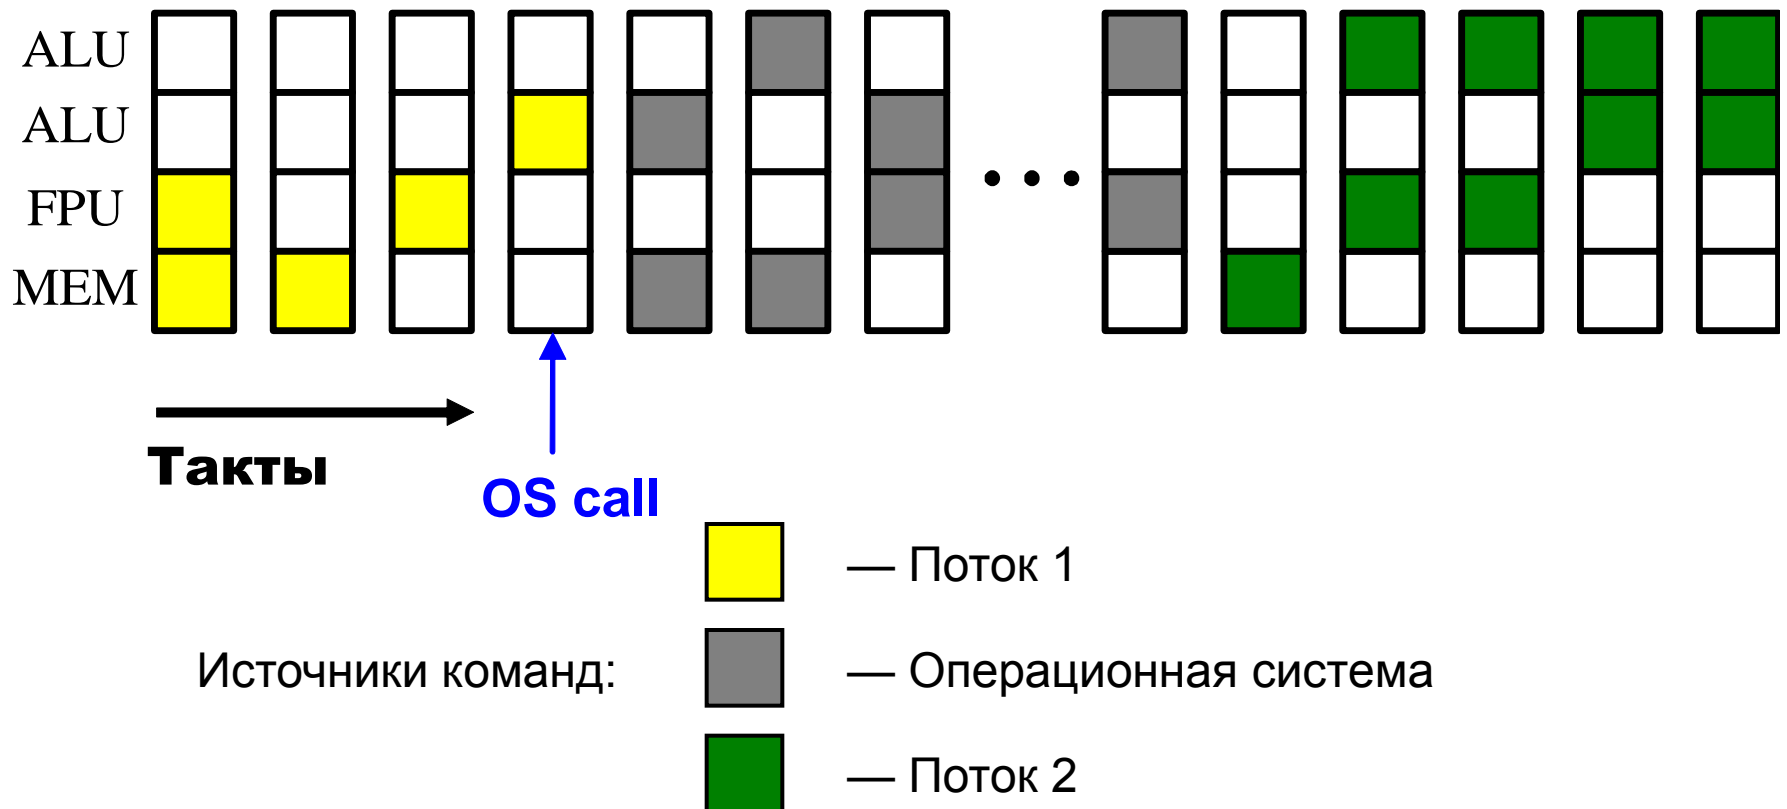 ALU
ALU
FPU
MEM
• • •
Такты
OS call
— Поток 1
Источники команд: — Операционная система
— Поток 2